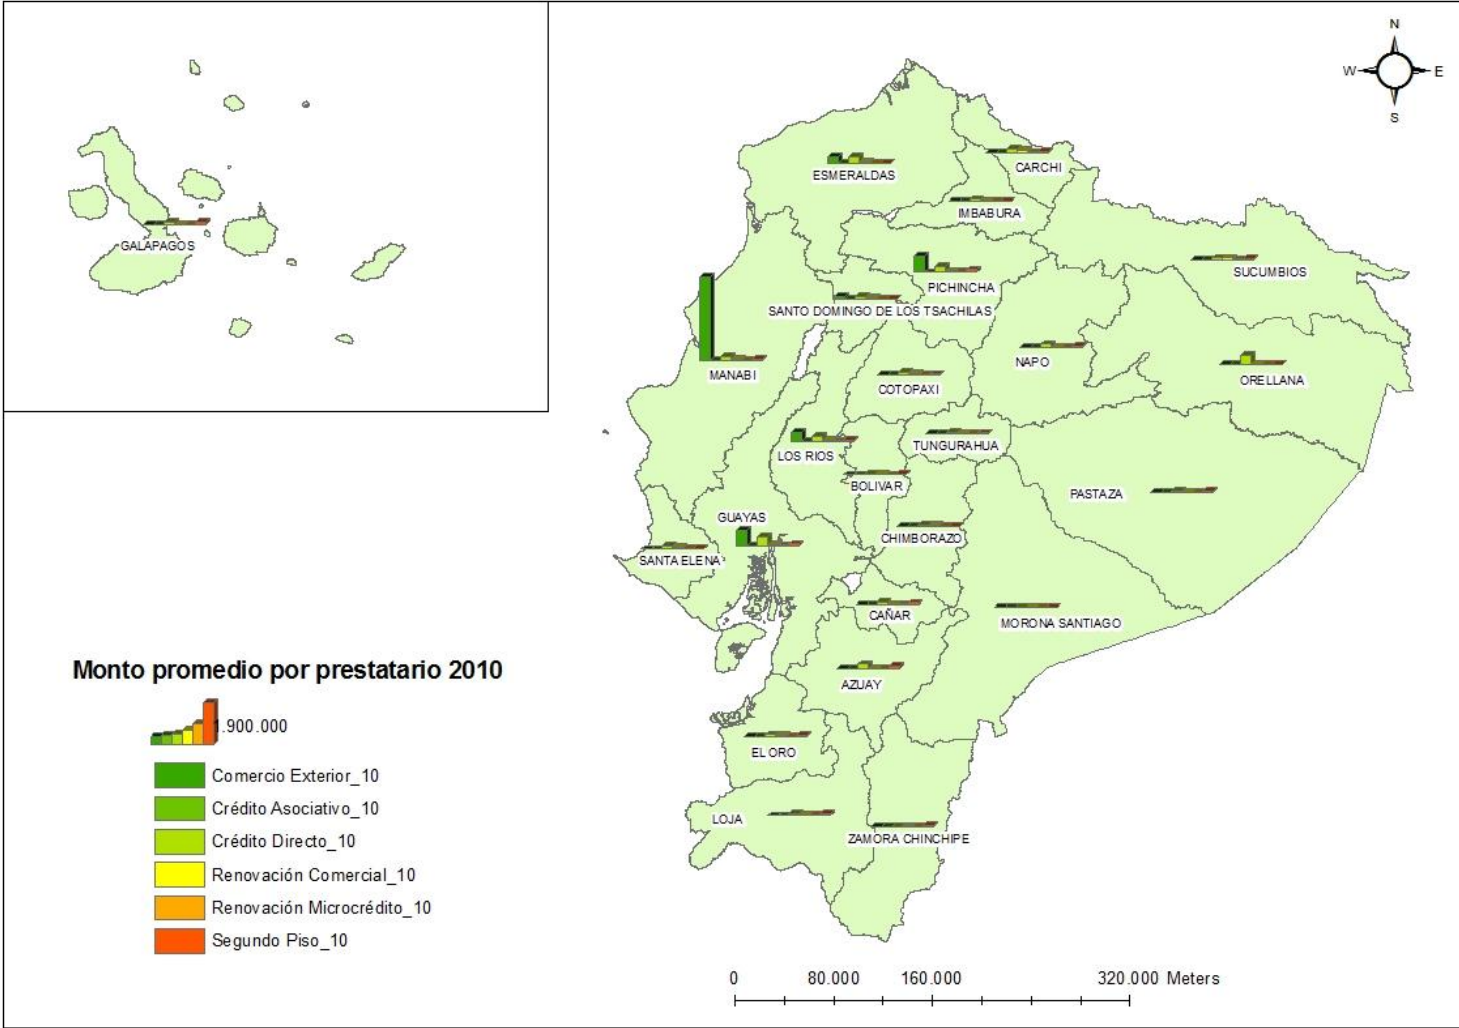 N
W
E
S
ESMERALDAS
CARCHI
IMBABURA
GALAPAGOS
SUCUMBIOS
PICHINCHA
SANTO DOMINGO DE LOS TSACHILAS
MANABI
NAPO
ORELLANA
COTOPAXI
TUNGURAHUA
LOS RIOS
BOLIVAR
PASTAZA
GUAYAS
CHIMBORAZO
SANTA ELENA
CAÑAR
MORONA SANTIAGO
AZUAY
EL ORO
LOJA
ZAMORA CHINCHIPE
Monto promedio por prestatario 2010
1.900.000
Comercio Exterior_10
Crédito Asociativo_10
Crédito Directo_10
Renovación Comercial_10
Renovación Microcrédito_10
Segundo Piso_10
0 80.000 160.000 320.000 Meters